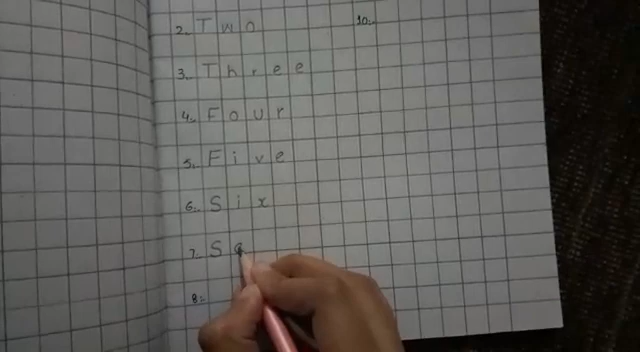 2. Two
10.
3. Three
4. Four
5. Five
6. Six
7. Se
8.